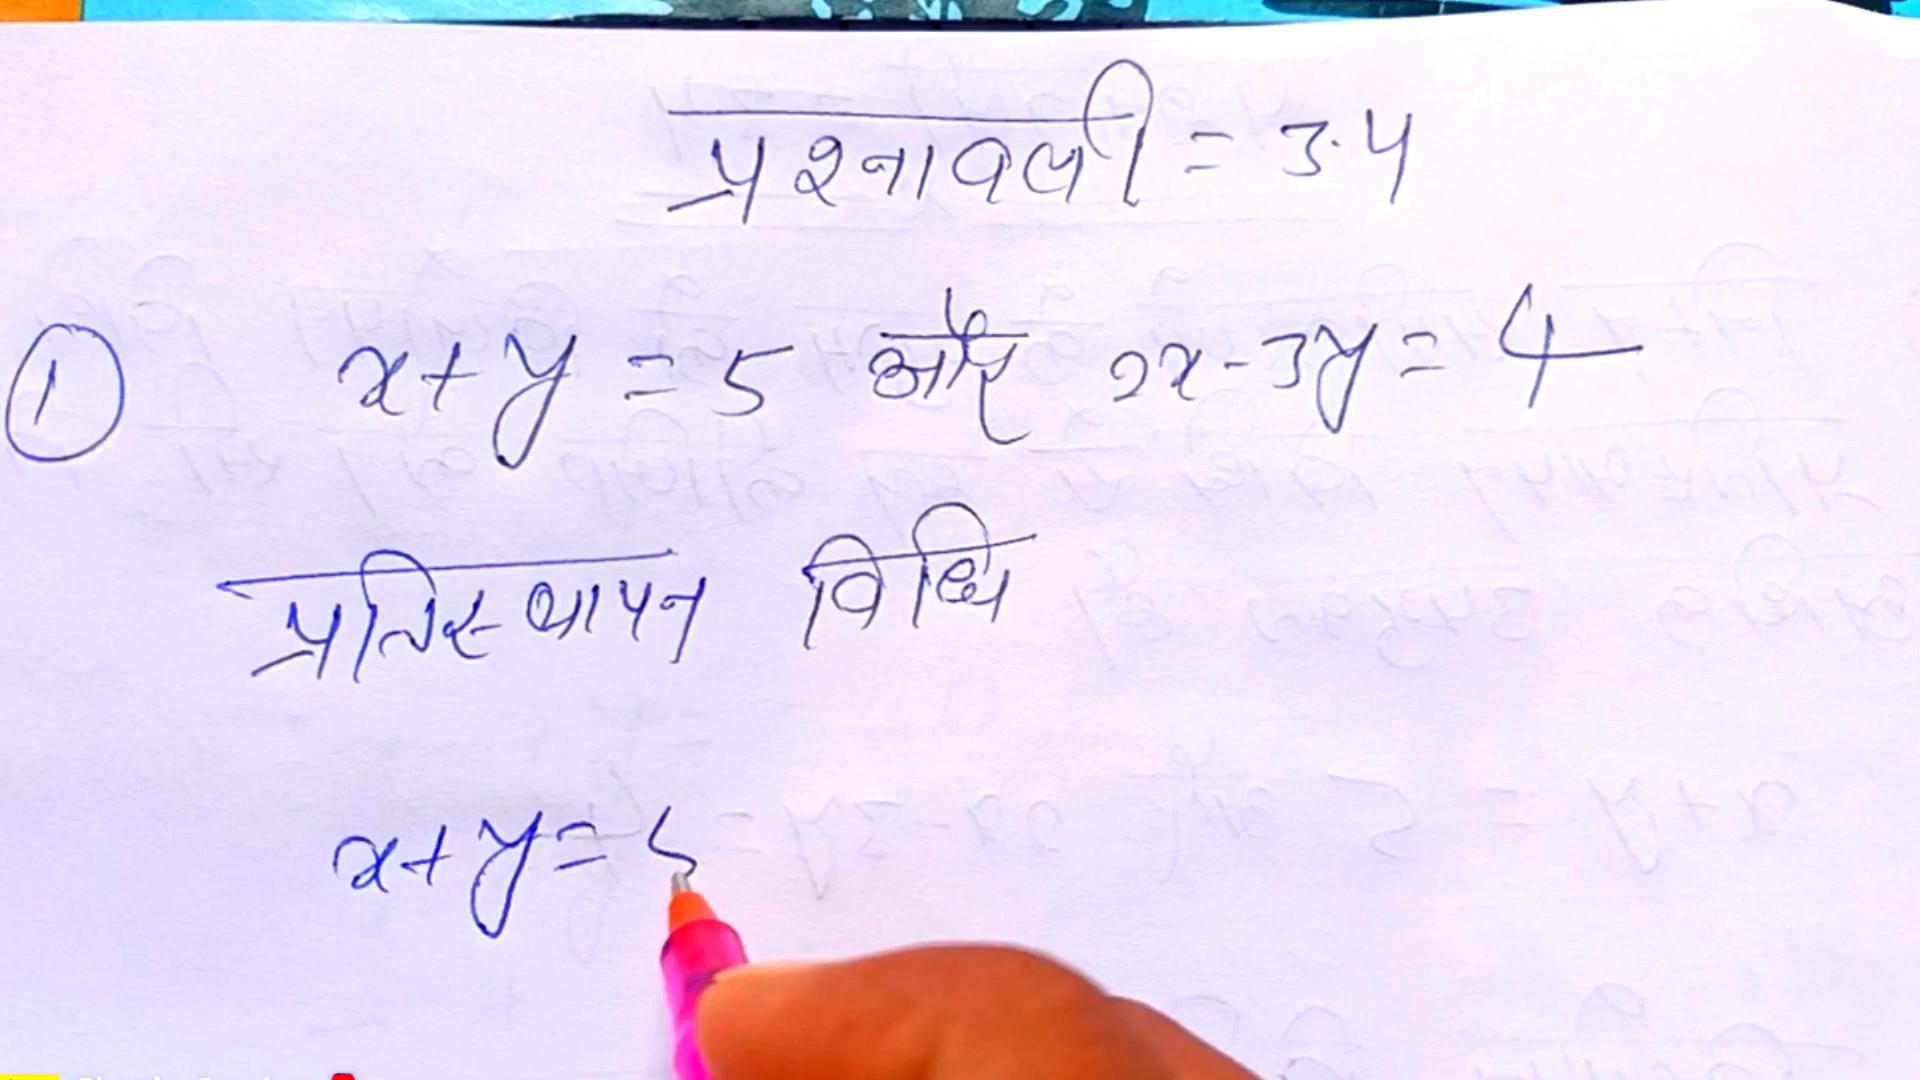 प्रश्नावली = 3.4
① x + y = 5 और 2x - 3y = 4
प्रतिस्थापन विधि
x + y = 5